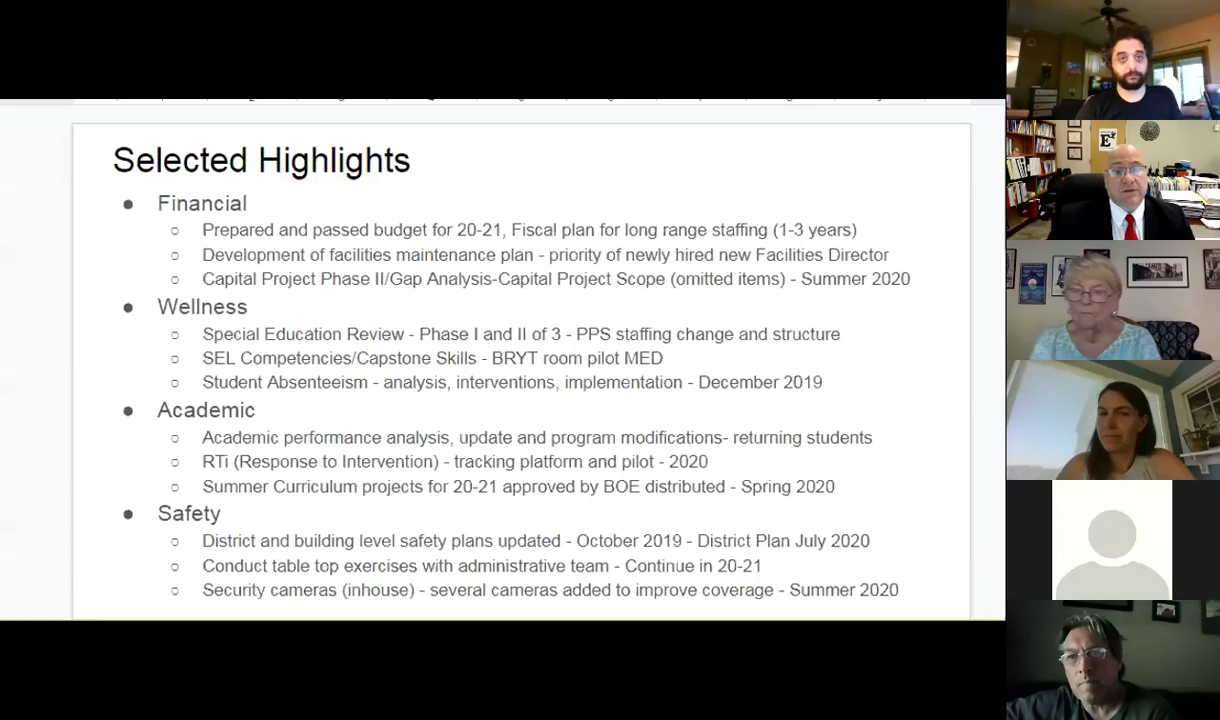 Selected Highlights
● Financial
○ Prepared and passed budget for 20-21, Fiscal plan for long range staffing (1-3 years)
○ Development of facilities maintenance plan - priority of newly hired new Facilities Director
○ Capital Project Phase II/Gap Analysis-Capital Project Scope (omitted items) - Summer 2020
● Wellness
○ Special Education Review - Phase I and II of 3 - PPS staffing change and structure
○ SEL Competencies/Capstone Skills - BRYT room pilot MED
○ Student Absenteeism - analysis, interventions, implementation - December 2019
● Academic
○ Academic performance analysis, update and program modifications- returning students
○ RTi (Response to Intervention) - tracking platform and pilot - 2020
○ Summer Curriculum projects for 20-21 approved by BOE distributed - Spring 2020
● Safety
○ District and building level safety plans updated - October 2019 - District Plan July 2020
○ Conduct table top exercises with administrative team - Continue in 20-21
○ Security cameras (inhouse) - several cameras added to improve coverage - Summer 2020